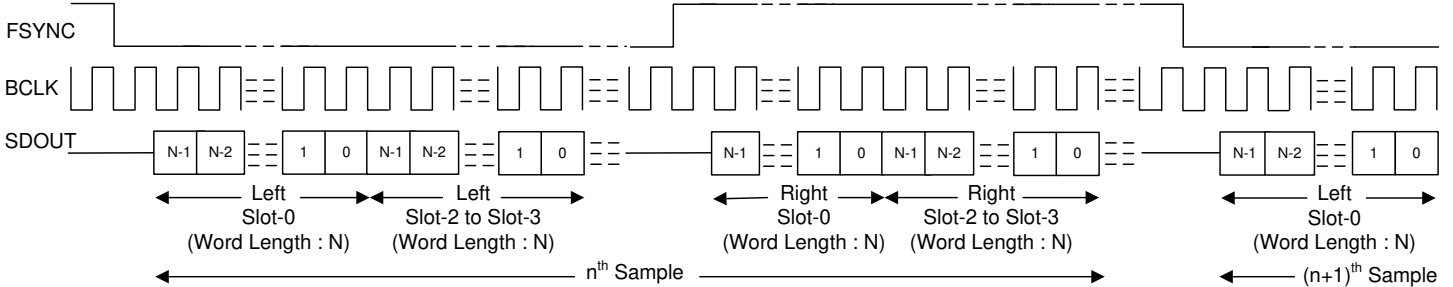 FSYNC
BCLK
SDOUT
N-1 N-2 1 0 N-1 N-2 1 0 N-1 1 0 N-1 N-2 1 0 N-1 N-2 1 0
Left Left Right Right Left
Slot-0 Slot-2 to Slot-3 Slot-0 Slot-2 to Slot-3 Slot-0
(Word Length : N) (Word Length : N) (Word Length : N) (Word Length : N) (Word Length : N)
nth Sample (n+1)th Sample